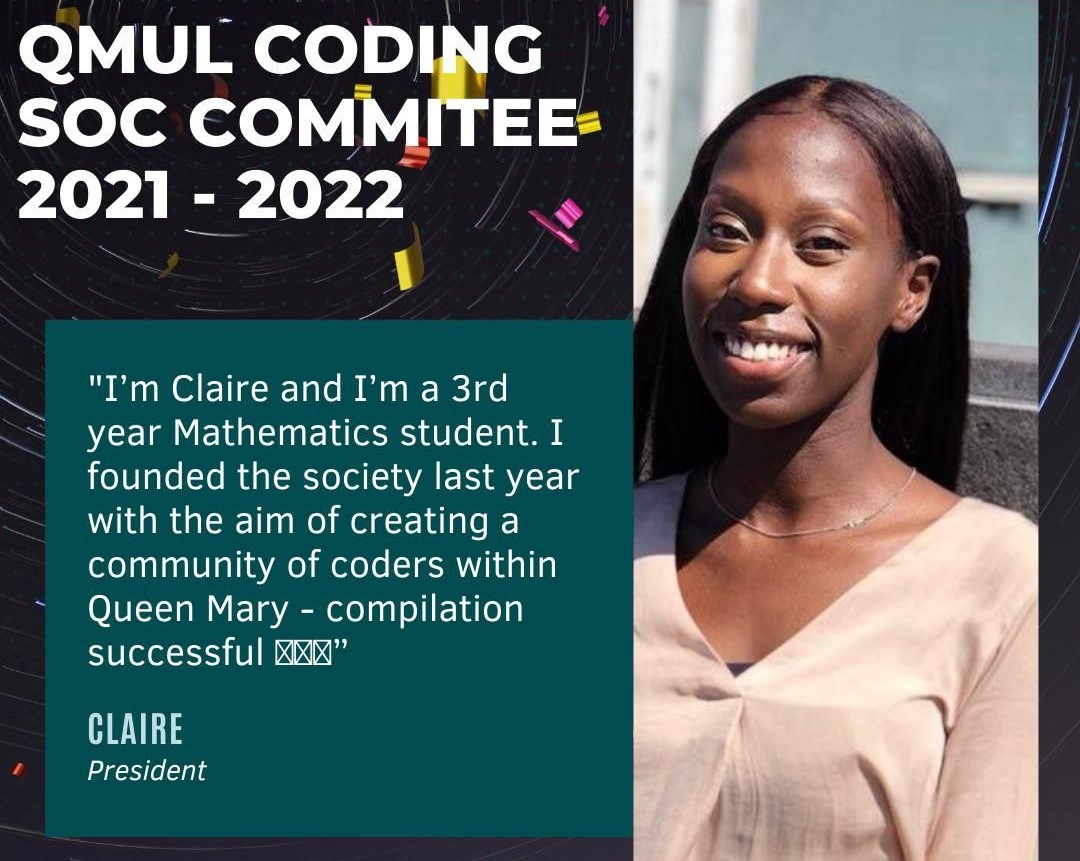 QMUL CODING
SOC COMMITEE
2021 - 2022
"I’m Claire and I’m a 3rd
year Mathematics student. I
founded the society last year
with the aim of creating a
community of coders within
Queen Mary - compilation
successful ”
CLAIRE
President